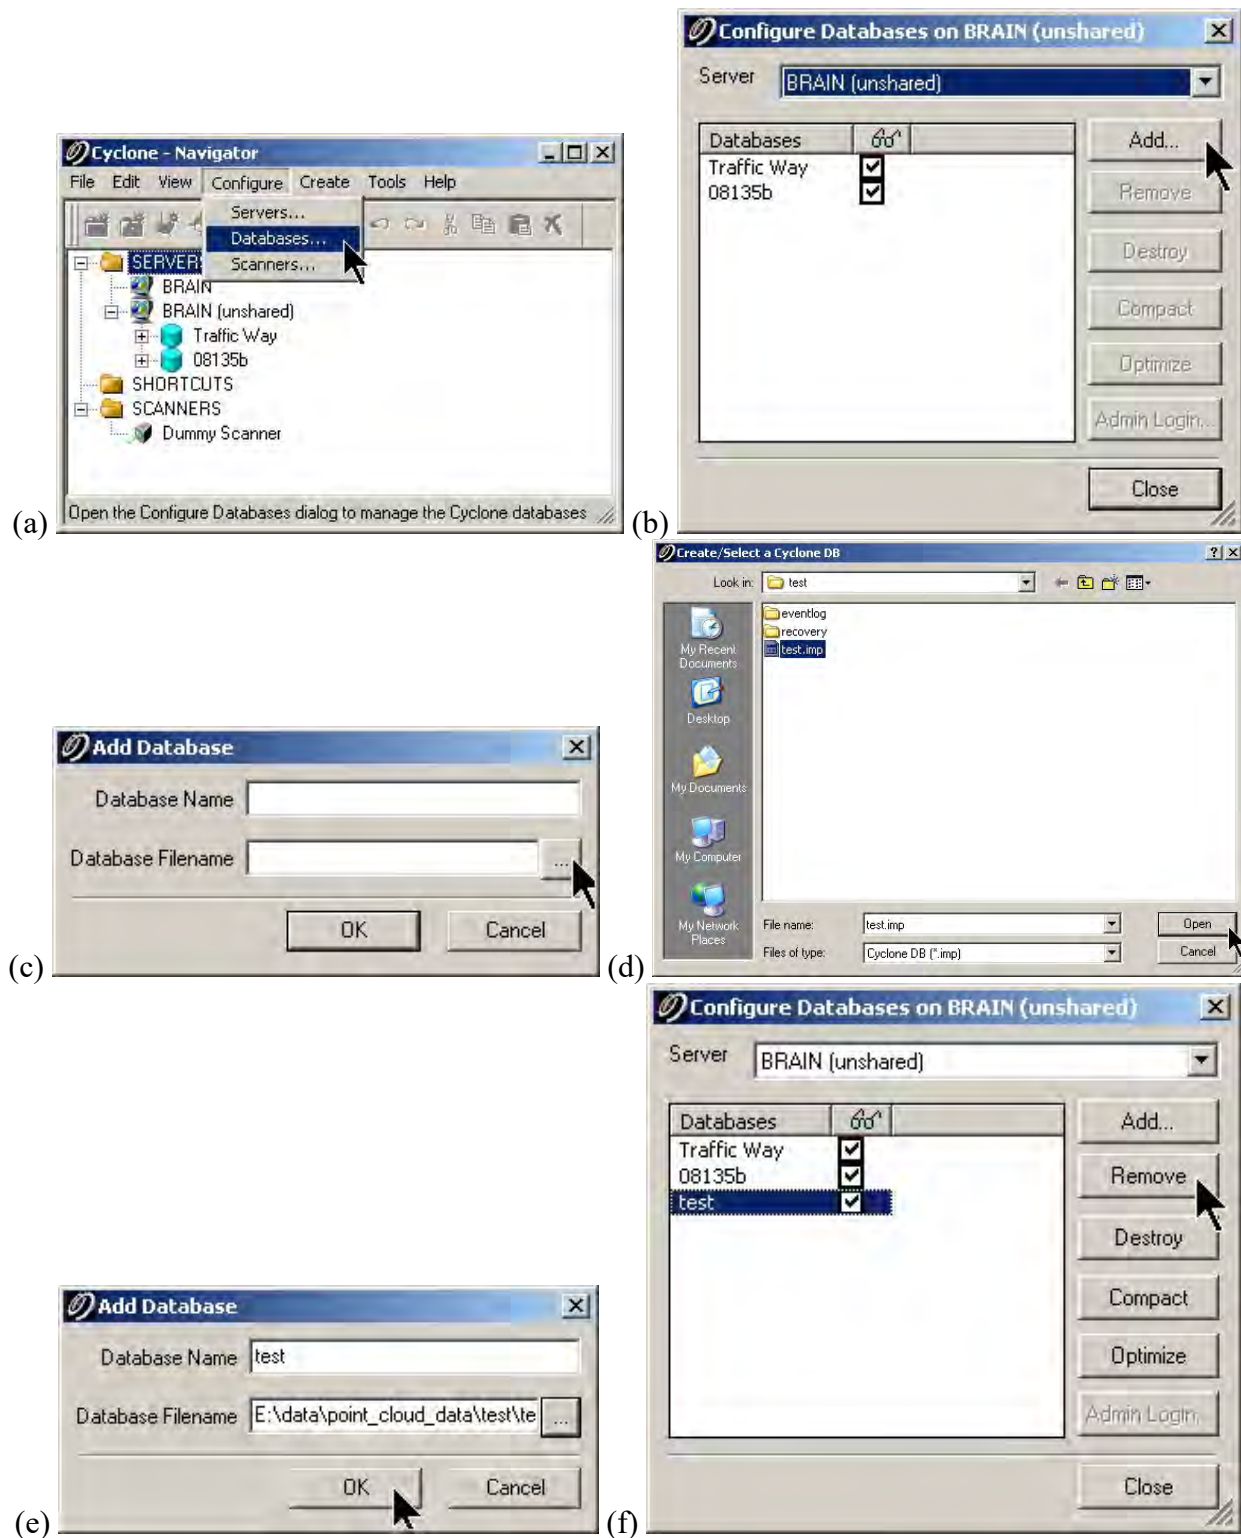 Cyclone - Navigator
File Edit View Configure Create Tools Help
Servers...
Databases...
Scanners...
SERVERS
BRAIN
BRAIN (unshared)
Traffic Way
08135b
SHORTCUTS
SCANNERS
Dummy Scanner
Open the Configure Databases dialog to manage the Cyclone databases
(a)
Configure Databases on BRAIN (unshared)
Server BRAIN (unshared)
Databases
Traffic Way
08135b
Add...
Remove
Destroy
Compact
Optimize
Admin Login...
Close
(b)
Add Database
Database Name
Database Filename ...
OK Cancel
(c)
Create/Select a Cyclone DB
Look in: test
eventlog
recovery
test.imp
My Recent
Documents
Desktop
My Documents
My Computer
My Network
Places
File name: test.imp Open
Files of type: Cyclone DB (*.imp) Cancel
(d)
Add Database
Database Name test
Database Filename E:\data\point_cloud_data\test\te ...
OK Cancel
(e)
Configure Databases on BRAIN (unshared)
Server BRAIN (unshared)
Databases
Traffic Way
08135b
test
Add...
Remove
Destroy
Compact
Optimize
Admin Login...
Close
(f)